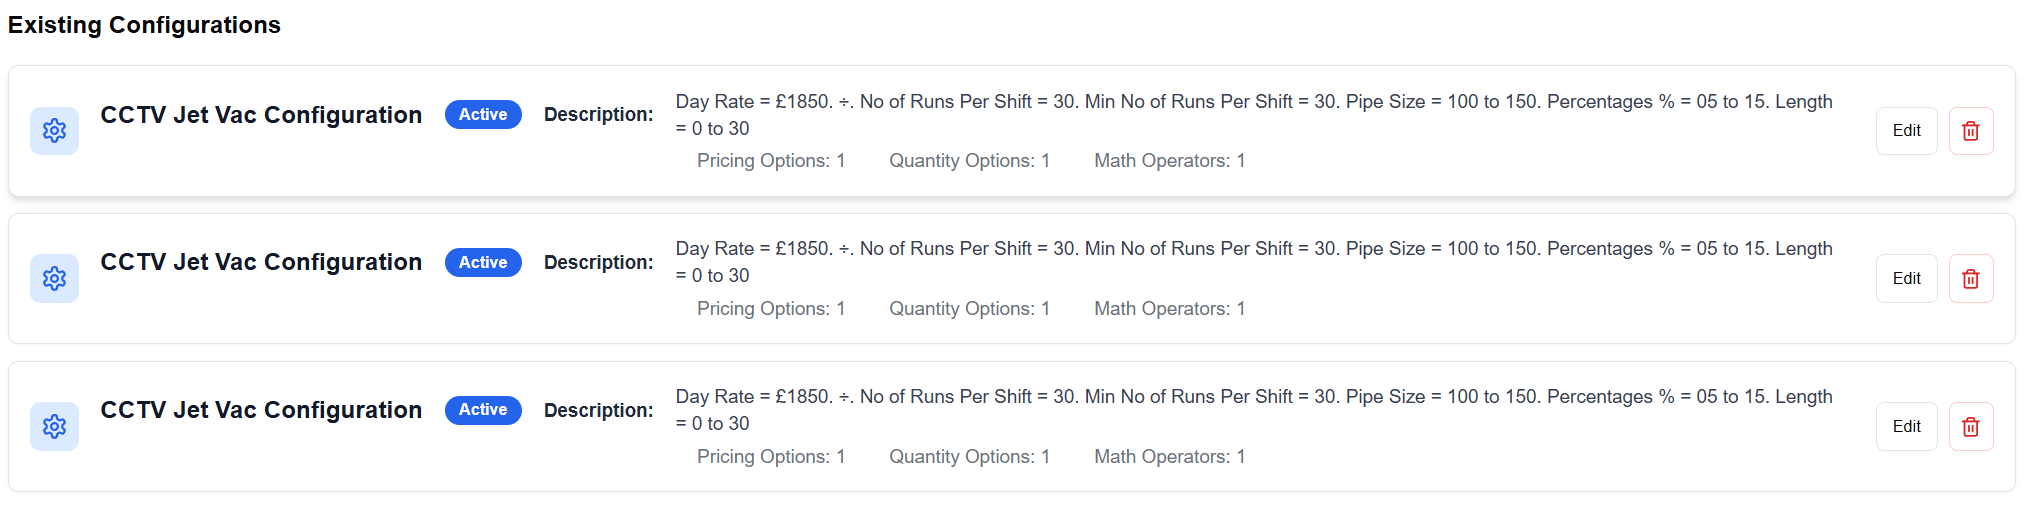 Existing Configurations
CCTV Jet Vac Configuration Active Description: Day Rate = £1850. ÷. No of Runs Per Shift = 30. Min No of Runs Per Shift = 30. Pipe Size = 100 to 150. Percentages % = 05 to 15. Length
= 0 to 30
Edit
Pricing Options: 1 Quantity Options: 1 Math Operators: 1
CCTV Jet Vac Configuration Active Description: Day Rate = £1850. ÷. No of Runs Per Shift = 30. Min No of Runs Per Shift = 30. Pipe Size = 100 to 150. Percentages % = 05 to 15. Length
= 0 to 30
Edit
Pricing Options: 1 Quantity Options: 1 Math Operators: 1
CCTV Jet Vac Configuration Active Description: Day Rate = £1850. ÷. No of Runs Per Shift = 30. Min No of Runs Per Shift = 30. Pipe Size = 100 to 150. Percentages % = 05 to 15. Length
= 0 to 30
Edit
Pricing Options: 1 Quantity Options: 1 Math Operators: 1